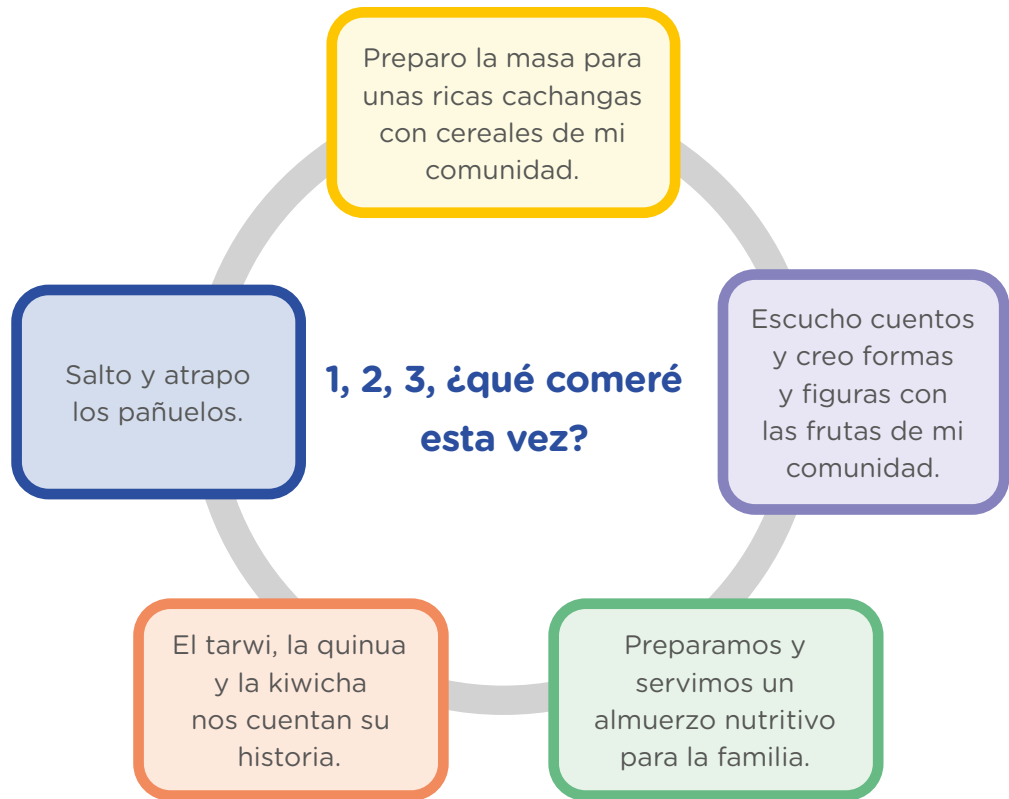 Preparo la masa para
unas ricas cachangas
con cereales de mi
comunidad.
Escucho cuentos
y creo formas
y figuras con
las frutas de mi
comunidad.
Preparamos y
servimos un
almuerzo nutritivo
para la familia.
El tarwi, la quinua
y la kiwicha
nos cuentan su
historia.
Salto y atrapo
los pañuelos.
1, 2, 3, ¿qué comeré
esta vez?